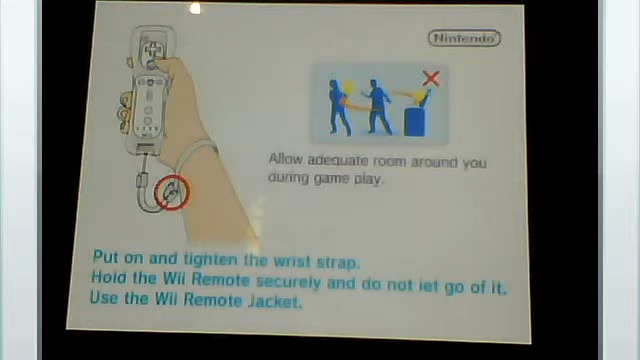 Nintendo
Allow adequate room around you
during game play.
Put on and tighten the wrist strap.
Hold the Wii Remote securely and do not let go of it.
Use the Wii Remote Jacket.